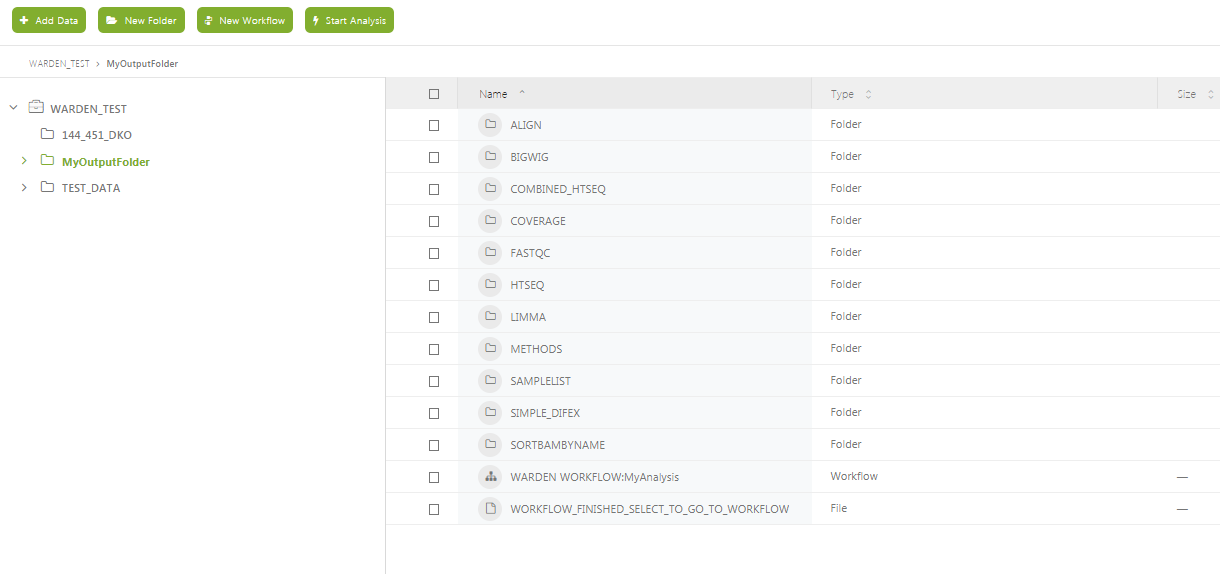 Add Data New Folder New Workflow Start Analysis
WARDEN_TEST > MyOutputFolder
WARDEN_TEST
144_451_DKO
MyOutputFolder
TEST_DATA
Name Type Size
ALIGN Folder
BIGWIG Folder
COMBINED_HTSEQ Folder
COVERAGE Folder
FASTQC Folder
HTSEQ Folder
LIMMA Folder
METHODS Folder
SAMPLELIST Folder
SIMPLE_DIFEX Folder
SORTBAMBYNAME Folder
WARDEN WORKFLOW:MyAnalysis Workflow —
WORKFLOW_FINISHED_SELECT_TO_GO_TO_WORKFLOW File —